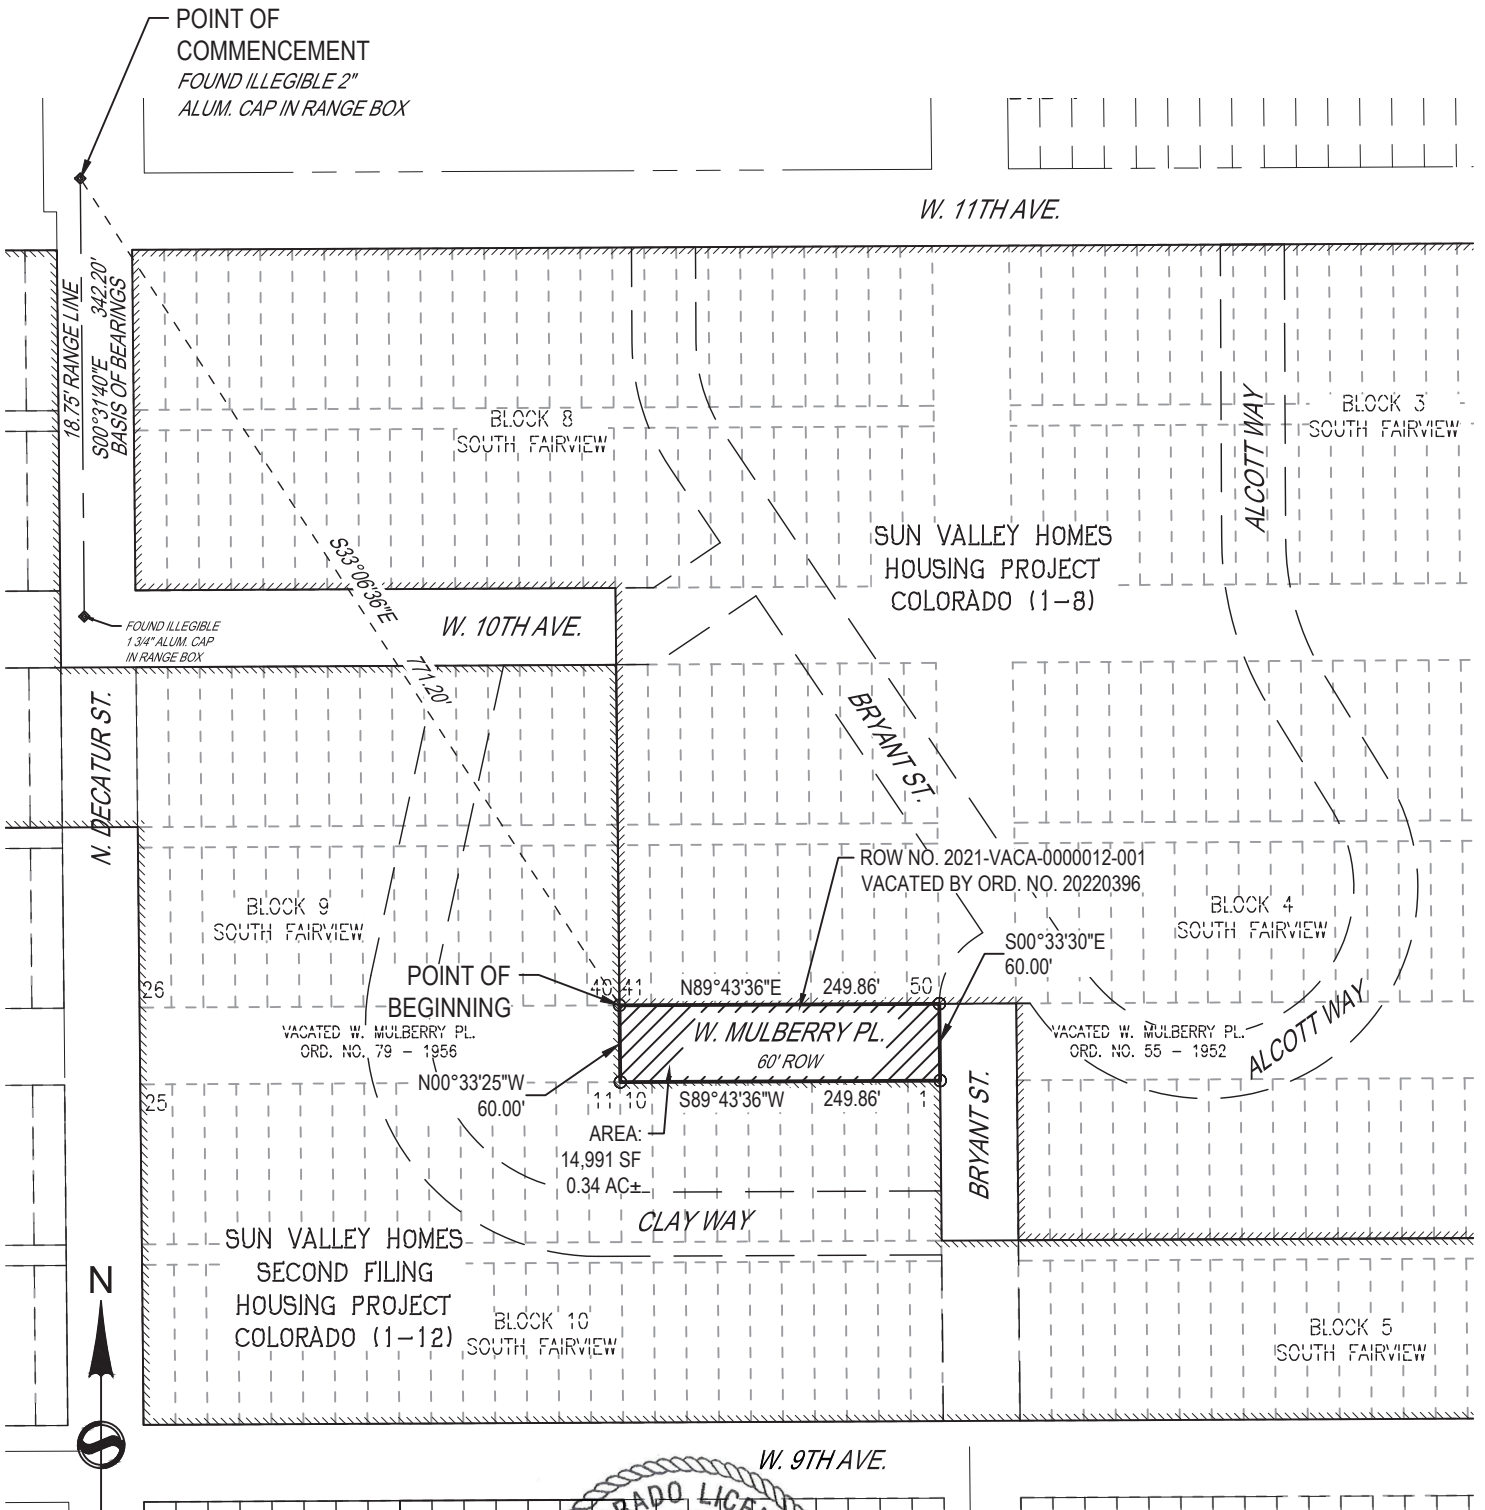 POINT OF
COMMENCEMENT
FOUND ILLEGIBLE 2"
ALUM. CAP IN RANGE BOX
W. 11TH AVE.
18.75' RANGE LINE
S00°31'40"E 342.20'
BASIS OF BEARINGS
BLOCK 8
SOUTH FAIRVIEW
BLOCK 3
SOUTH FAIRVIEW
ALCOTT WAY
SUN VALLEY HOMES
HOUSING PROJECT
COLORADO (1-8)
S33°06'36"E
771.20'
FOUND ILLEGIBLE
1 3/4" ALUM. CAP
IN RANGE BOX
W. 10TH AVE.
N. DECATUR ST.
BRYANT ST.
ROW NO. 2021-VACA-0000012-001
VACATED BY ORD. NO. 20220396
BLOCK 9
SOUTH FAIRVIEW
BLOCK 4
SOUTH FAIRVIEW
S00°33'30"E
60.00'
POINT OF
BEGINNING
26
40 41
N89°43'36"E 249.86'
50
VACATED W. MULBERRY PL.
ORD. NO. 79 - 1956
W. MULBERRY PL.
60' ROW
VACATED W. MULBERRY PL.
ORD. NO. 55 - 1952
ALCOTT WAY
N00°33'25"W
60.00'
25
11 10
S89°43'36"W 249.86'
1
BRYANT ST.
AREA:
14,991 SF
0.34 AC±
CLAY WAY
SUN VALLEY HOMES
SECOND FILING
HOUSING PROJECT
COLORADO (1-12)
N
BLOCK 10
SOUTH FAIRVIEW
BLOCK 5
SOUTH FAIRVIEW
W. 9TH AVE.